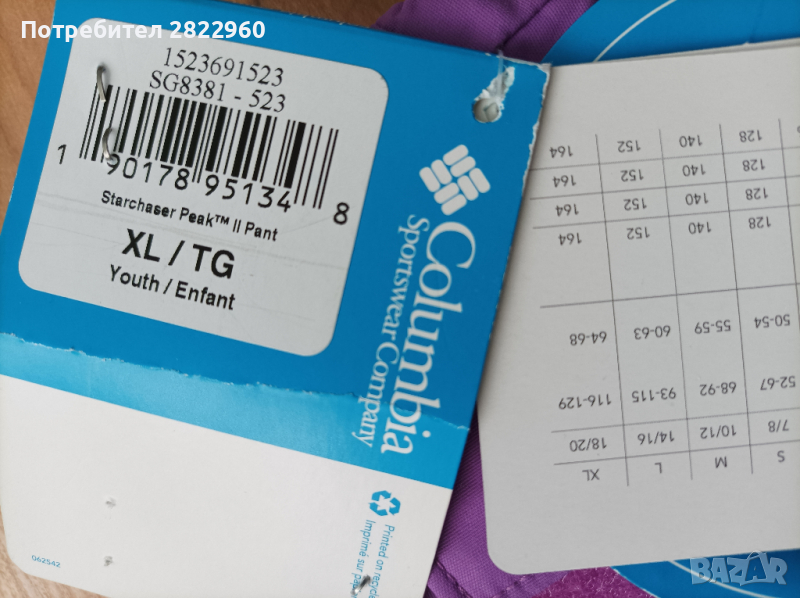 Потребител 2822960
1523691523
SG8381 - 523
1 90178 95134 8
Starchaser Peak™ II Pant
XL / TG
Youth / Enfant
Columbia
Sportswear Company
Printed on recycled
Imprimé sur
062542
S M L XL
7/8 10/12 14/16 18/20
52-67 68-92 93-115 116-129
50-54 55-59 60-63 64-68
128 140 152 164
128 140 152 164
128 140 152 164
128 140 152 164
BAZAR